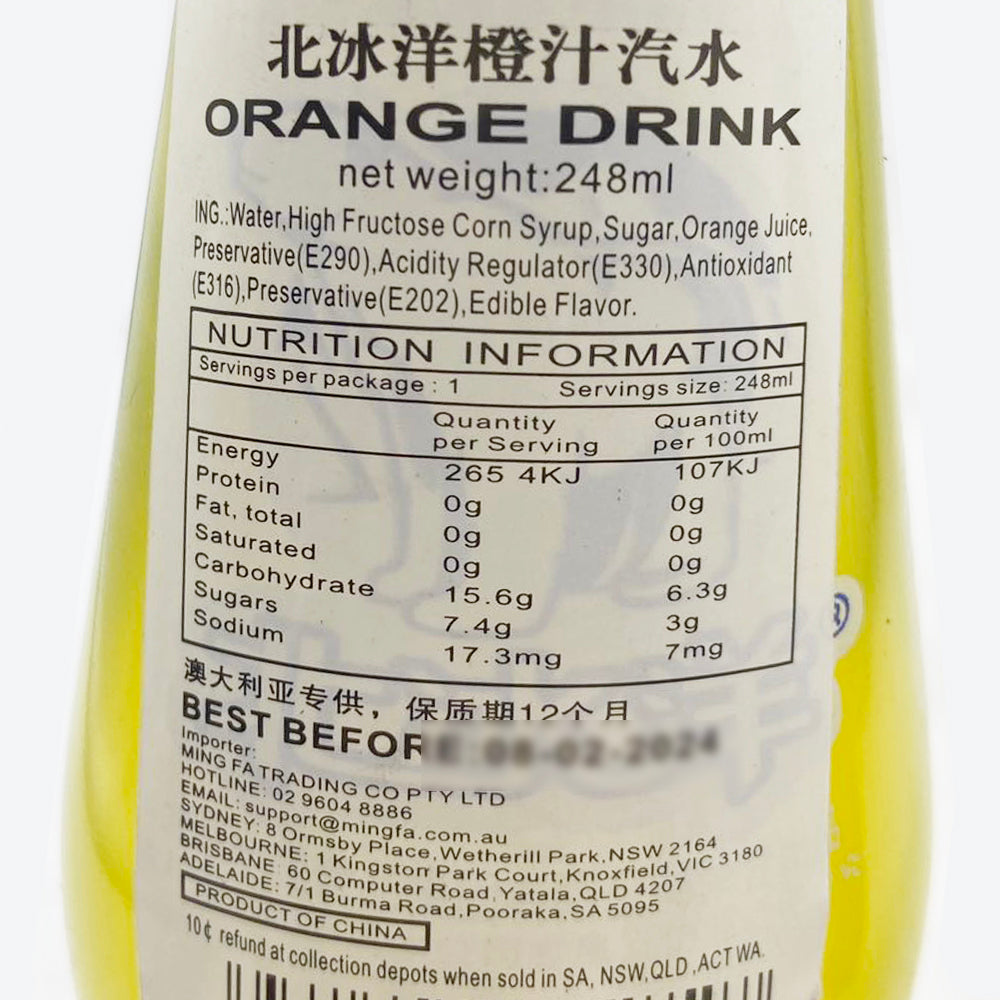 北冰洋橙汁汽水
ORANGE DRINK
net weight:248ml
ING.:Water,High Fructose Corn Syrup,Sugar,Orange Juice,
Preservative(E290),Acidity Regulator(E330),Antioxidant
(E316),Preservative(E202),Edible Flavor.
NUTRITION INFORMATION
Servings per package : 1 Servings size: 248ml
Quantity per Serving Quantity per 100ml
Energy 265 4KJ 107KJ
Protein 0g 0g
Fat, total 0g 0g
Saturated 0g 0g
Carbohydrate 15.6g 6.3g
Sugars 7.4g 3g
Sodium 17.3mg 7mg
澳大利亚专供，保质期12个月
BEST BEFORE:08-02-2024
Importer:
MING FA TRADING CO PTY LTD
HOTLINE: 02 9604 8886
EMAIL: support@mingfa.com.au
SYDNEY: 8 Ormsby Place,Wetherill Park.NSW 2164
MELBOURNE: 1 Kingston Park Court,Knoxfield,VIC 3180
BRISBANE 60 Computer Road,Yatala,QLD 4207
ADELAIDE: 7/1 Burma Road,Pooraka,SA 5095
PRODUCT OF CHINA
10¢ refund at collection depots when sold in SA, NSW,QLD ,ACT WA.